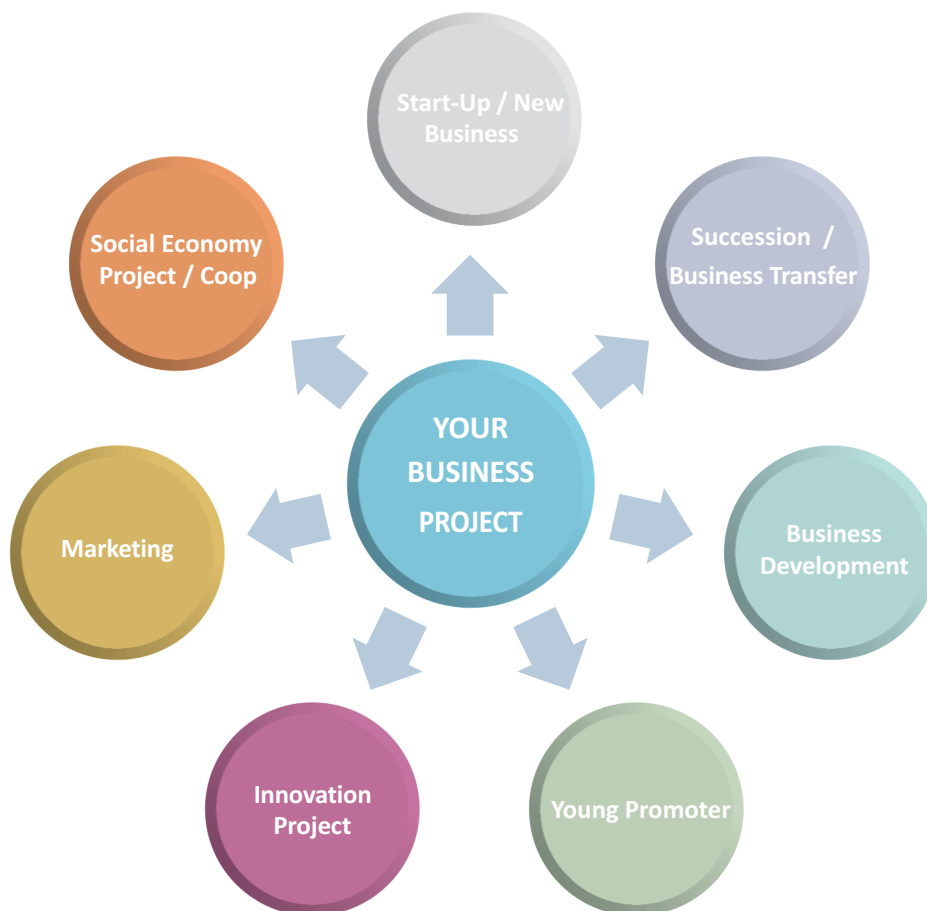 Start-Up / New
Business
Succession /
Business Transfer
Social Economy
Project / Coop
YOUR
BUSINESS
PROJECT
Marketing
Business
Development
Innovation
Project
Young Promoter